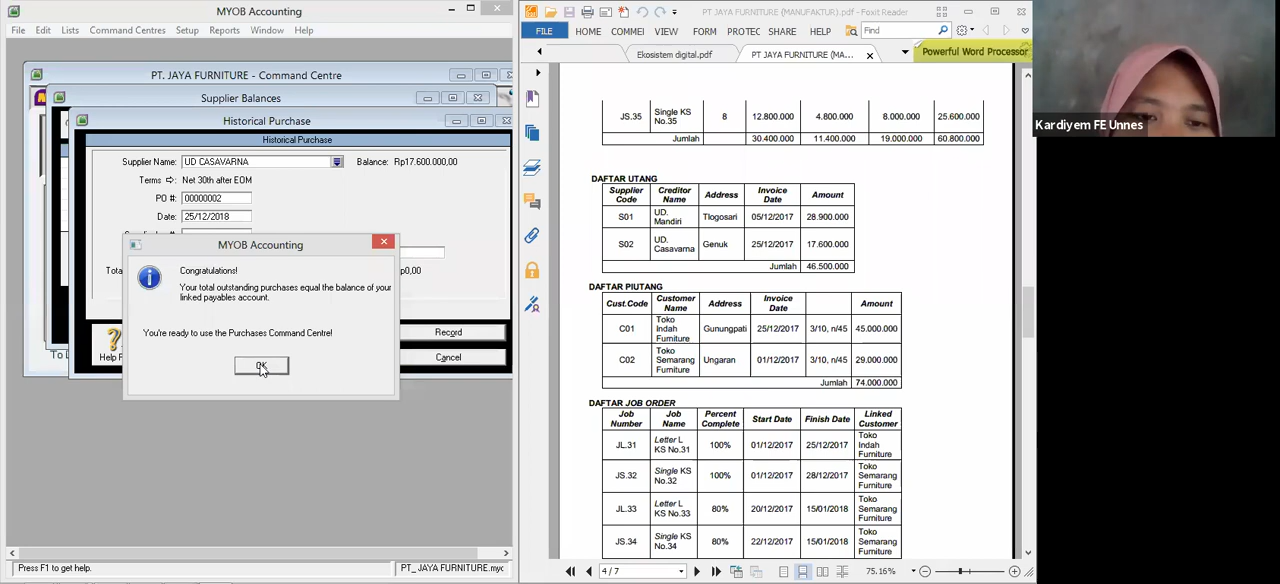 MYOB Accounting
File Edit Lists Command Centres Setup Reports Window Help
PT. JAYA FURNITURE - Command Centre
Supplier Balances
Historical Purchase
Historical Purchase
Supplier Name: UD CASAVARNA Balance: Rp17.600.000,00
Terms Net 30th after EOM
PO #: 00000002
Date: 25/12/2018
MYOB Accounting
Congratulations!
Your total outstanding purchases equal the balance of your
linked payables account.
You're ready to use the Purchases Command Centre!
OK
Record
Cancel
Help F
To D
Press F1 to get help.
PT_ JAYA FURNITURE.myo
PT JAYA FURNITURE (MANUFAKTUR).pdf - Foxit Reader
FILE HOME COMMEI VIEW FORM PROTEC SHARE HELP Find
Ekosistem digital.pdf PT JAYA FURNITURE (MA... Powerful Word Processor
JS.35 Single KS No.35 8 12.800.000 4.800.000 8.000.000 25.600.000
Jumlah 30.400.000 11.400.000 19.000.000 60.800.000
DAFTAR UTANG
Supplier Code Creditor Name Address Invoice Date Amount
S01 UD. Mandiri Tlogosari 05/12/2017 28.900.000
S02 UD. Casavarna Genuk 25/12/2017 17.600.000
Jumlah 46.500.000
DAFTAR PIUTANG
Cust.Code Customer Name Address Invoice Date Amount
C01 Toko Indah Furniture Gunungpati 25/12/2017 3/10, n/45 45.000.000
C02 Toko Semarang Furniture Ungaran 01/12/2017 3/10, n/45 29.000.000
Jumlah 74.000.000
DAFTAR JOB ORDER
Job Number Job Name Percent Complete Start Date Finish Date Linked Customer
JL.31 Letter L KS No.31 100% 01/12/2017 25/12/2017 Toko Indah Furniture
JS.32 Single KS No.32 100% 01/12/2017 28/12/2017 Toko Semarang Furniture
JL.33 Letter L KS No.33 80% 20/12/2017 15/01/2018 Toko Semarang Furniture
JS.34 Single KS No.34 80% 22/12/2017 15/01/2018 Toko Semarang Furniture
4 / 7 75.16%
Kardiyem FE Unnes